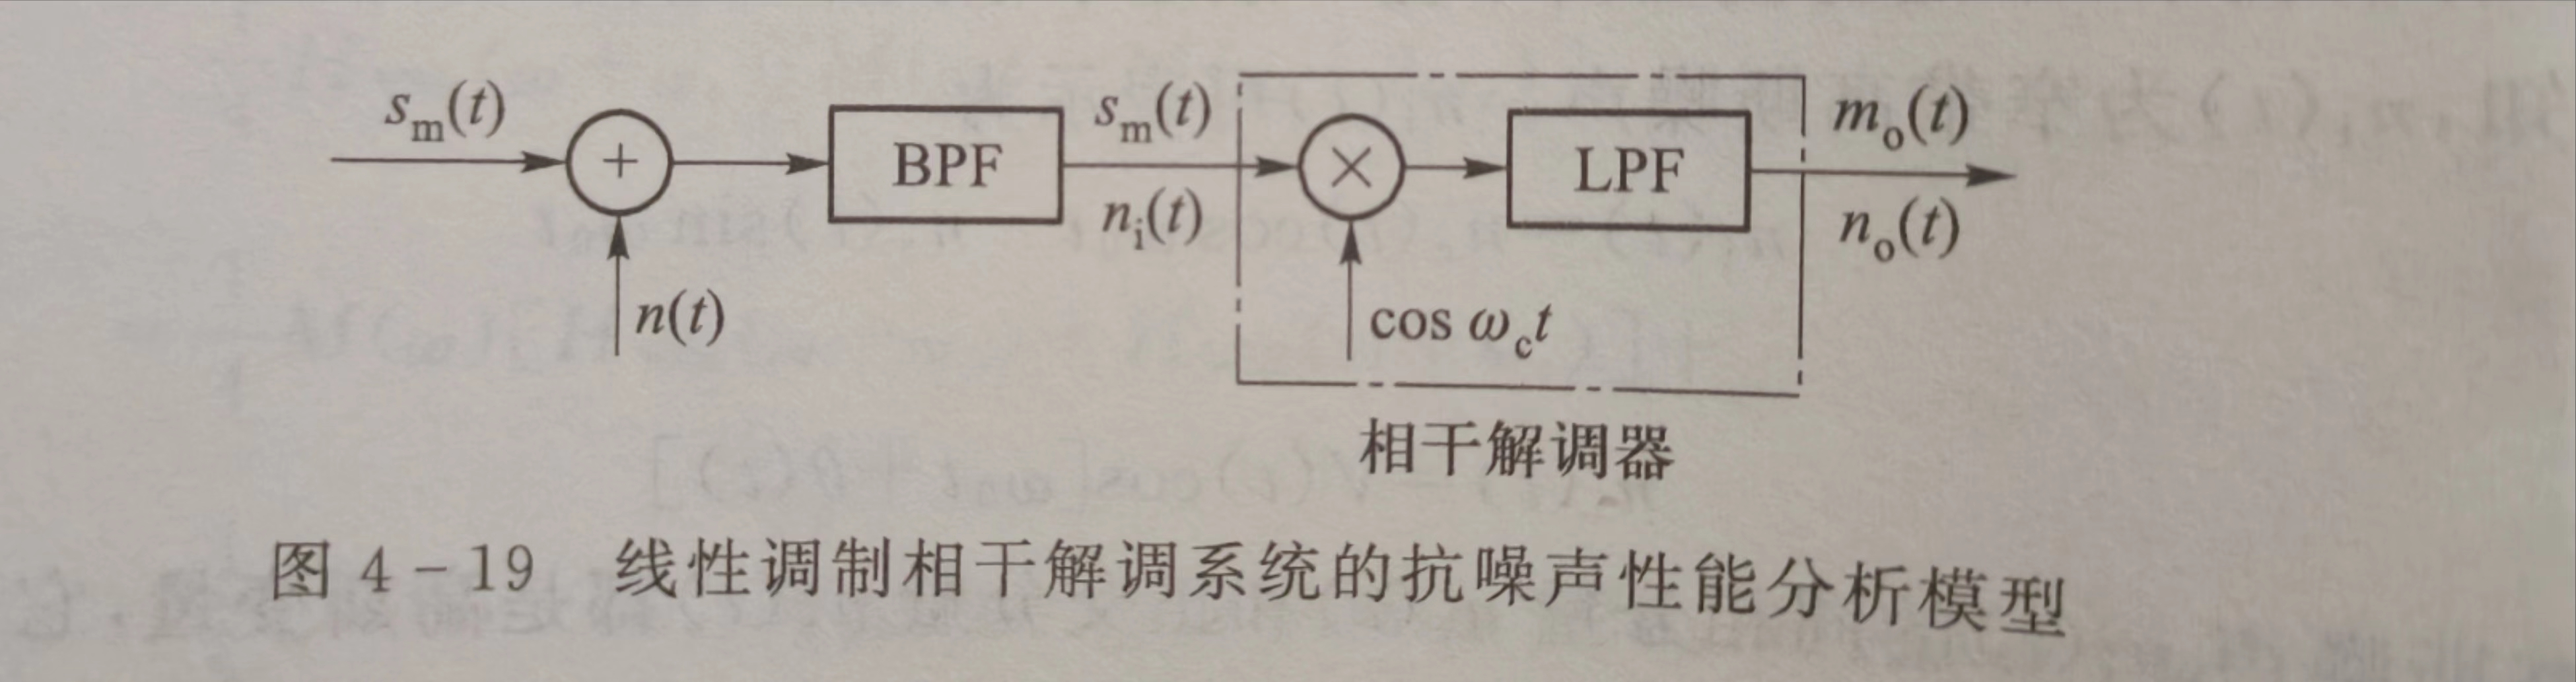 s_m(t)
+
n(t)
BPF
s_m(t)
n_i(t)
×
cos ω_c t
LPF
m_o(t)
n_o(t)
相干解调器
图 4-19 线性调制相干解调系统的抗噪声性能分析模型